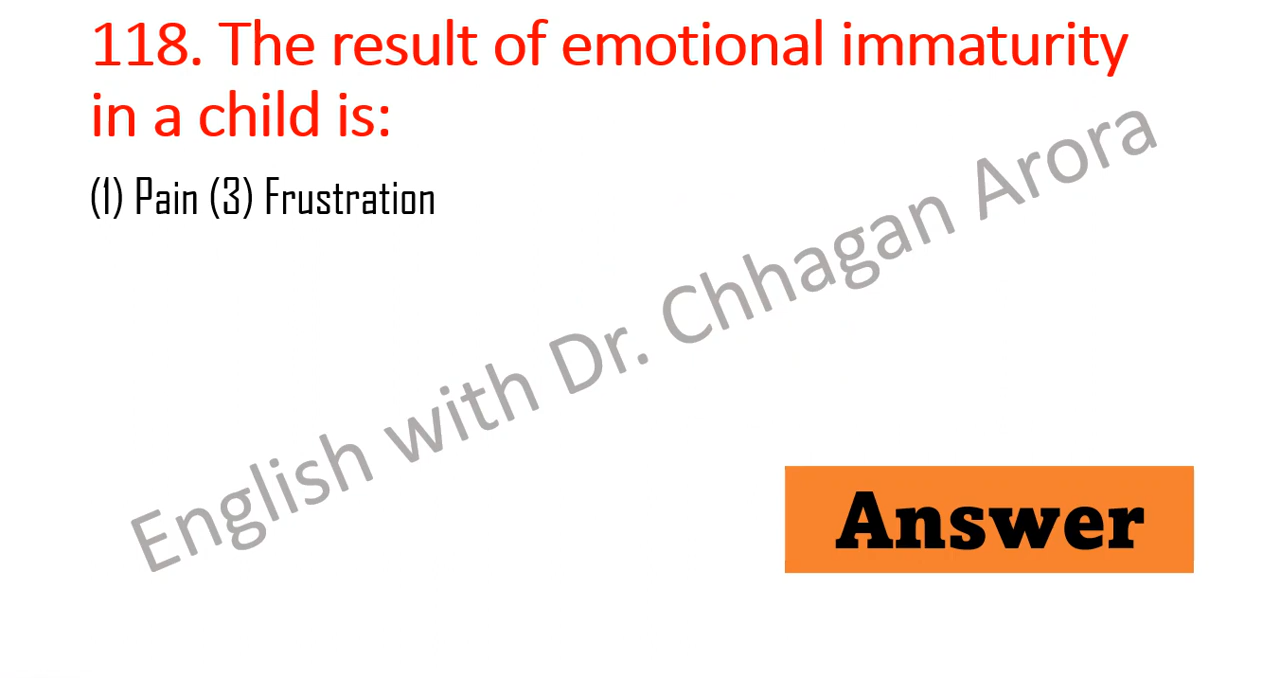 118. The result of emotional immaturity
in a child is:
(1) Pain (3) Frustration
English with Dr. Chhagan Arora
Answer